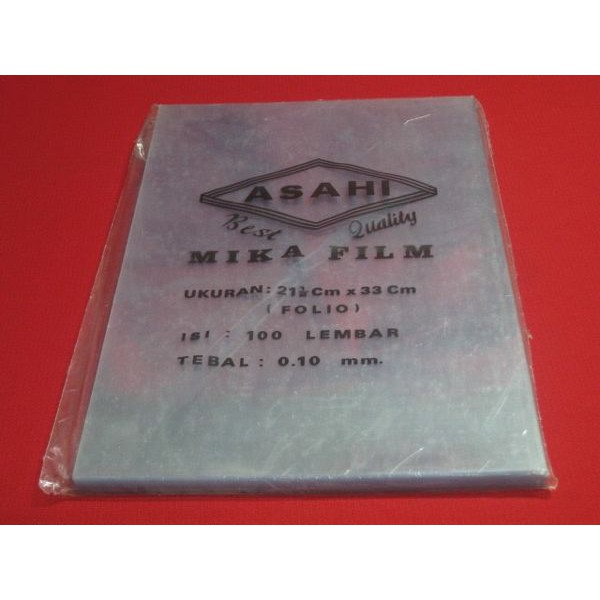 ASAHI
Best Quality
MIKA FILM
UKURAN: 21½ Cm x 33 Cm
( FOLIO )
ISI : 100 LEMBAR
TEBAL : 0.10 mm.